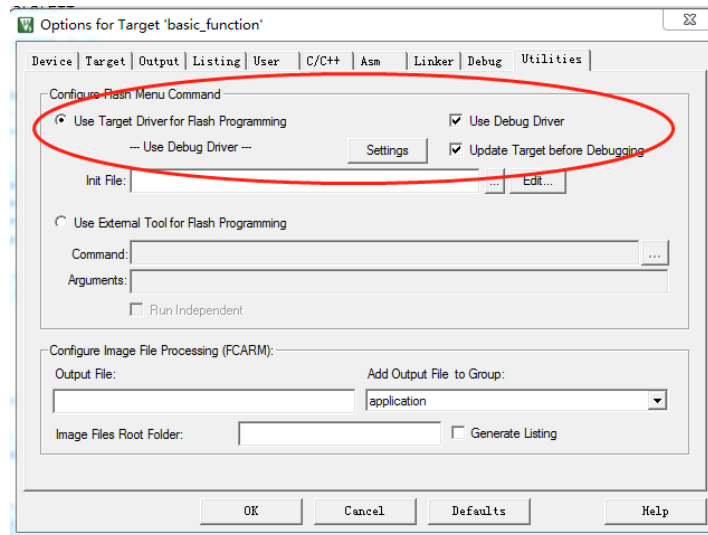 Options for Target 'basic_function'
Device Target Output Listing User C/C++ Asm Linker Debug Utilities
Configure Flash Menu Command
Use Target Driver for Flash Programming Use Debug Driver
--- Use Debug Driver --- Settings Update Target before Debugging
Init File: ... Edit...
Use External Tool for Flash Programming
Command: ...
Arguments:
Run Independent
Configure Image File Processing (FCARM):
Output File: Add Output File to Group:
application
Image Files Root Folder: Generate Listing
OK Cancel Defaults Help